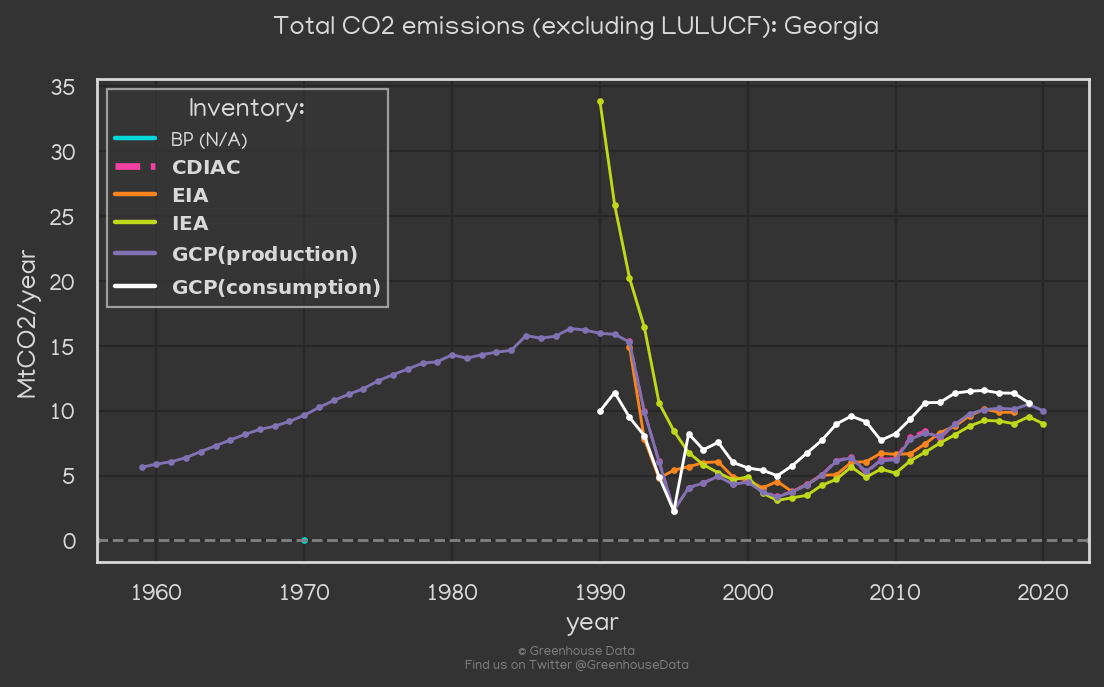 Total CO2 emissions (excluding LULUCF): Georgia
35
30
25
20
15
10
5
0
MtCO2/year
Inventory:
BP (N/A)
CDIAC
EIA
IEA
GCP(production)
GCP(consumption)
1960 1970 1980 1990 2000 2010 2020
year
© Greenhouse Data
Find us on Twitter @GreenhouseData